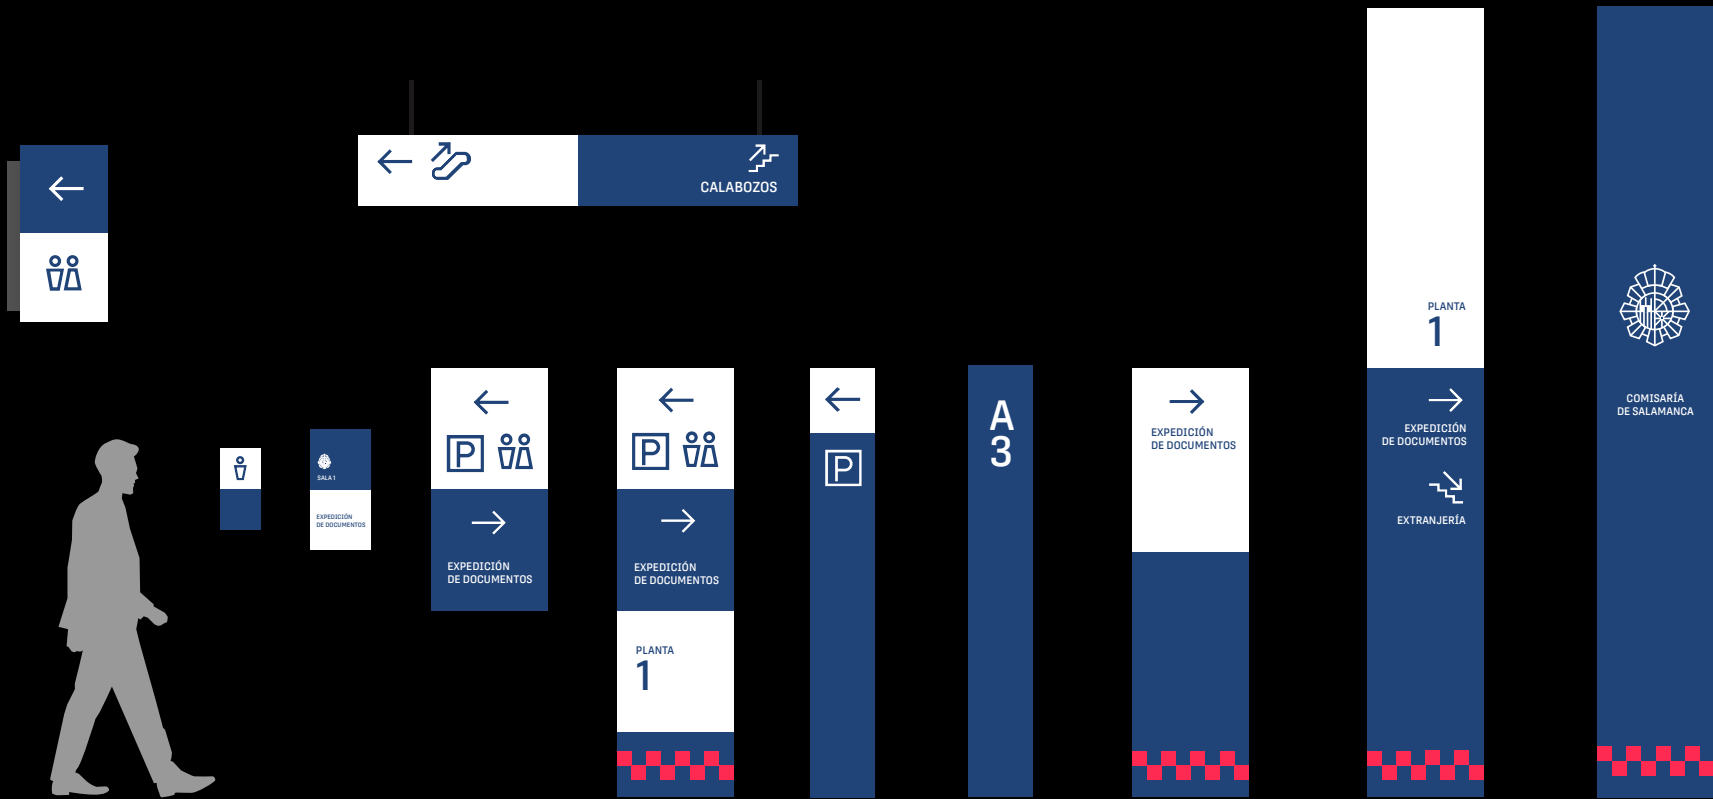 CALABOZOS
SALA 1
EXPEDICIÓN
DE DOCUMENTOS
P
EXPEDICIÓN
DE DOCUMENTOS
P
EXPEDICIÓN
DE DOCUMENTOS
PLANTA
1
P
A
3
EXPEDICIÓN
DE DOCUMENTOS
PLANTA
1
EXPEDICIÓN
DE DOCUMENTOS
EXTRANJERÍA
COMISARÍA
DE SALAMANCA